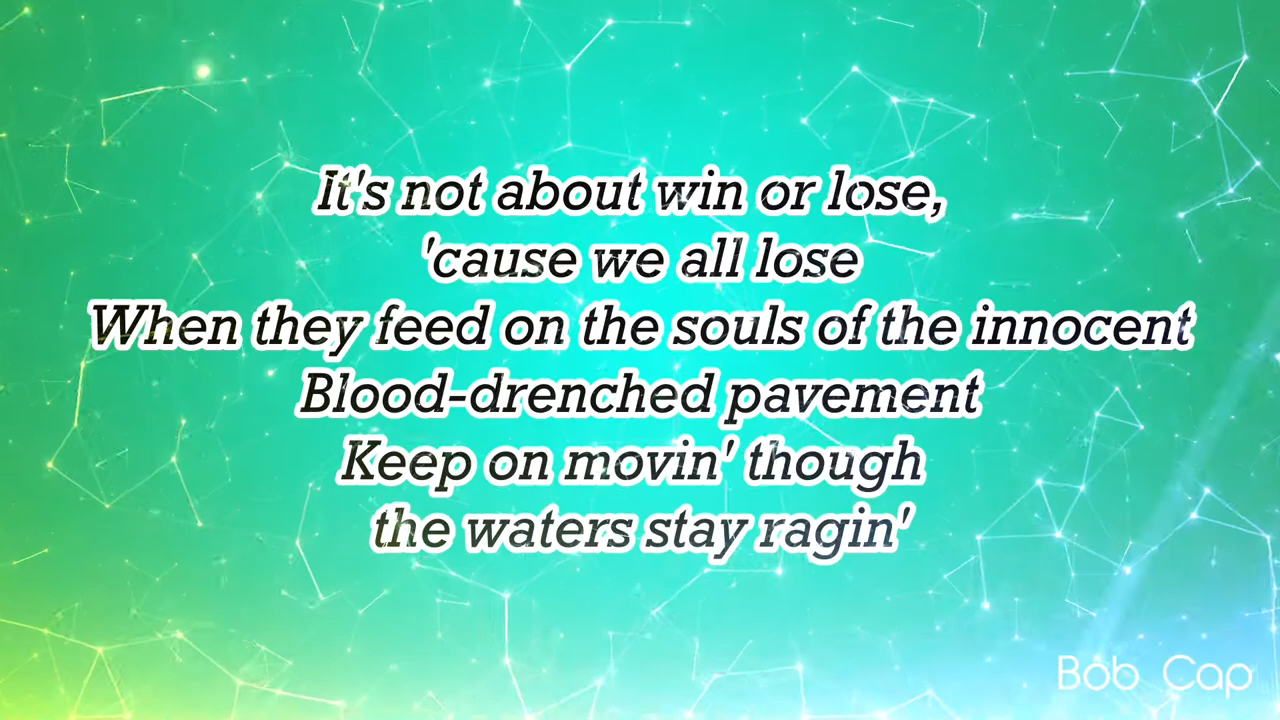 It's not about win or lose,
'cause we all lose
When they feed on the souls of the innocent
Blood-drenched pavement
Keep on movin' though
the waters stay ragin'
Bob Cap